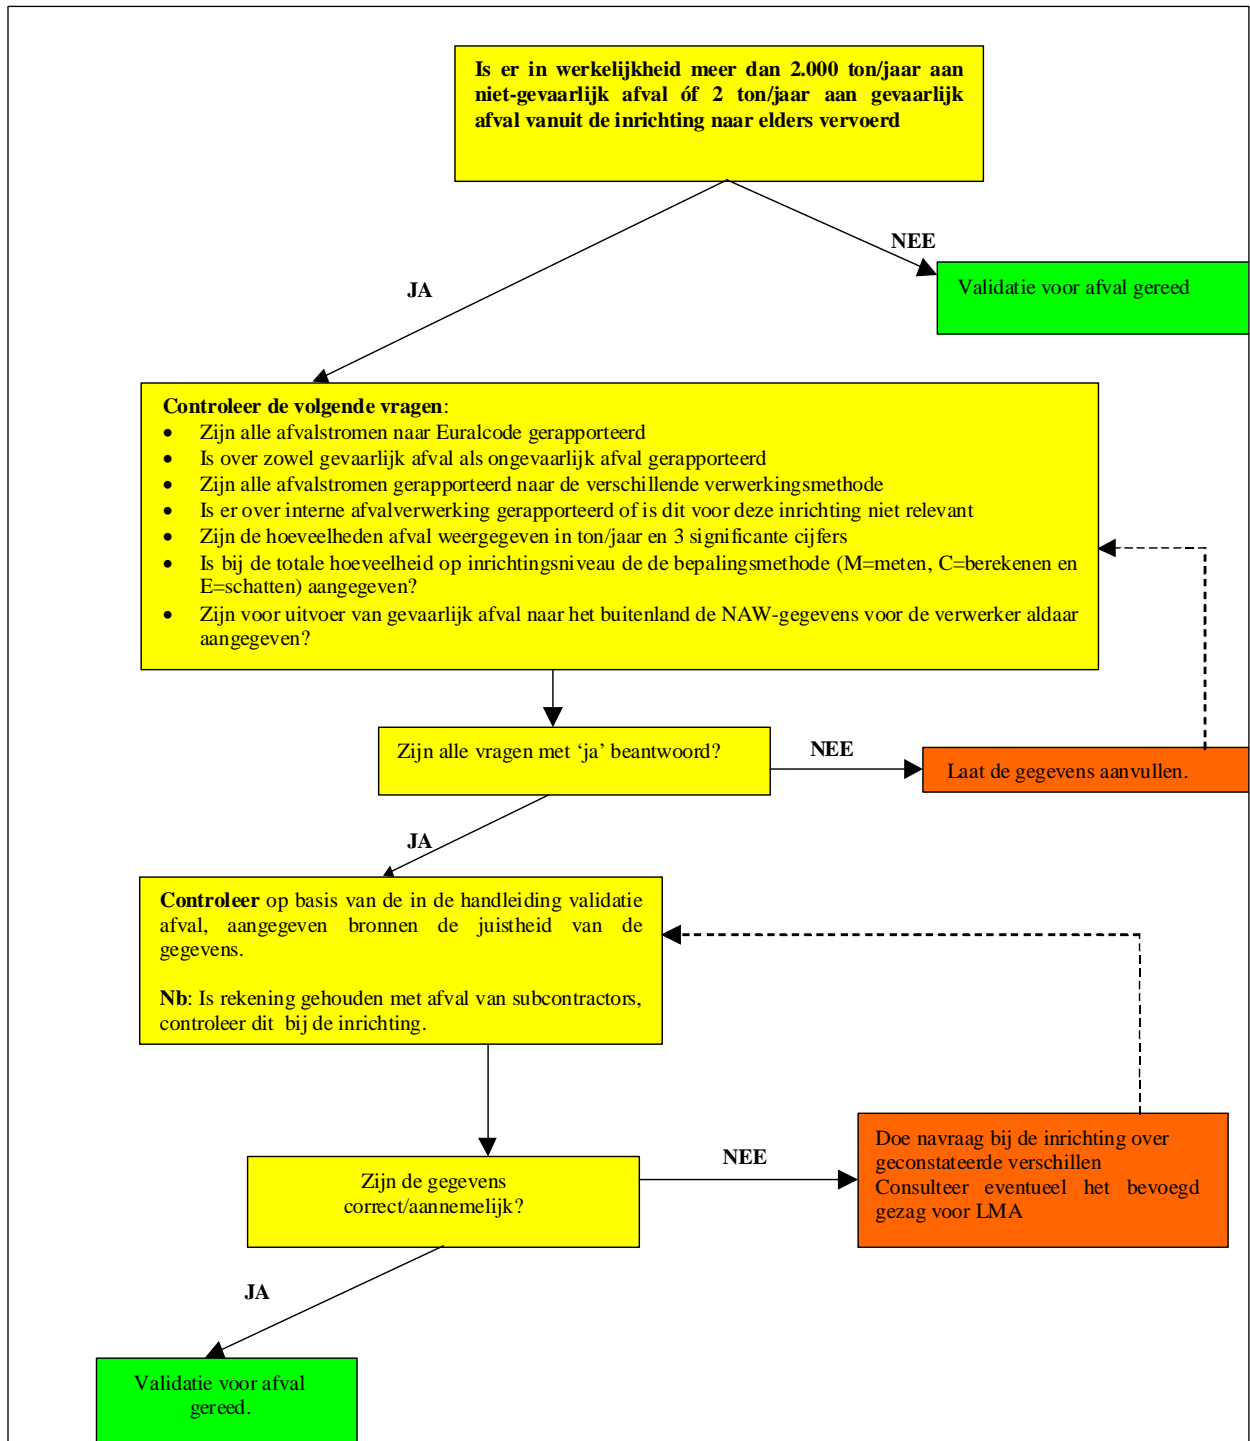 Is er in werkelijkheid meer dan 2.000 ton/jaar aan
niet-gevaarlijk afval óf 2 ton/jaar aan gevaarlijk
afval vanuit de inrichting naar elders vervoerd
NEE
JA
Validatie voor afval gereed
Controleer de volgende vragen:
• Zijn alle afvalstromen naar Euralcode gerapporteerd
• Is over zowel gevaarlijk afval als ongevaarlijk afval gerapporteerd
• Zijn alle afvalstromen gerapporteerd naar de verschillende verwerkingsmethode
• Is er over interne afvalverwerking gerapporteerd of is dit voor deze inrichting niet relevant
• Zijn de hoeveelheden afval weergegeven in ton/jaar en 3 significante cijfers
• Is bij de totale hoeveelheid op inrichtingsniveau de de bepalingsmethode (M=meten, C=berekenen en
E=schatten) aangegeven?
• Zijn voor uitvoer van gevaarlijk afval naar het buitenland de NAW-gegevens voor de verwerker aldaar
aangegeven?
Zijn alle vragen met ‘ja’ beantwoord?
NEE
Laat de gegevens aanvullen.
JA
Controleer op basis van de in de handleiding validatie
afval, aangegeven bronnen de juistheid van de
gegevens.
Nb: Is rekening gehouden met afval van subcontractors,
controleer dit bij de inrichting.
Zijn de gegevens
correct/aannemelijk?
NEE
Doe navraag bij de inrichting over
geconstateerde verschillen
Consulteer eventueel het bevoegd
gezag voor LMA
JA
Validatie voor afval
gereed.